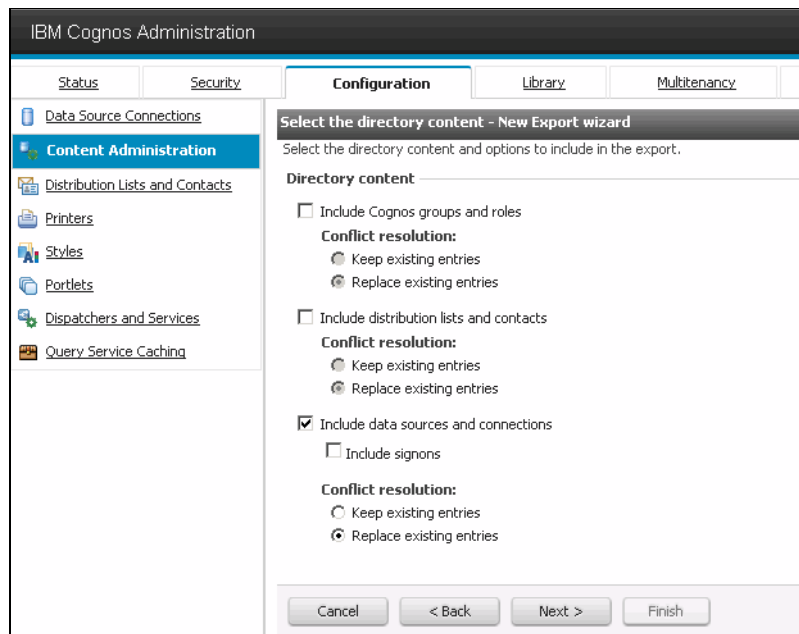 IBM Cognos Administration
Status Security Configuration Library Multitenancy
Data Source Connections
Content Administration
Distribution Lists and Contacts
Printers
Styles
Portlets
Dispatchers and Services
Query Service Caching
Select the directory content - New Export wizard
Select the directory content and options to include in the export.
Directory content
Include Cognos groups and roles
Conflict resolution:
Keep existing entries
Replace existing entries
Include distribution lists and contacts
Conflict resolution:
Keep existing entries
Replace existing entries
Include data sources and connections
Include signons
Conflict resolution:
Keep existing entries
Replace existing entries
Cancel < Back Next > Finish